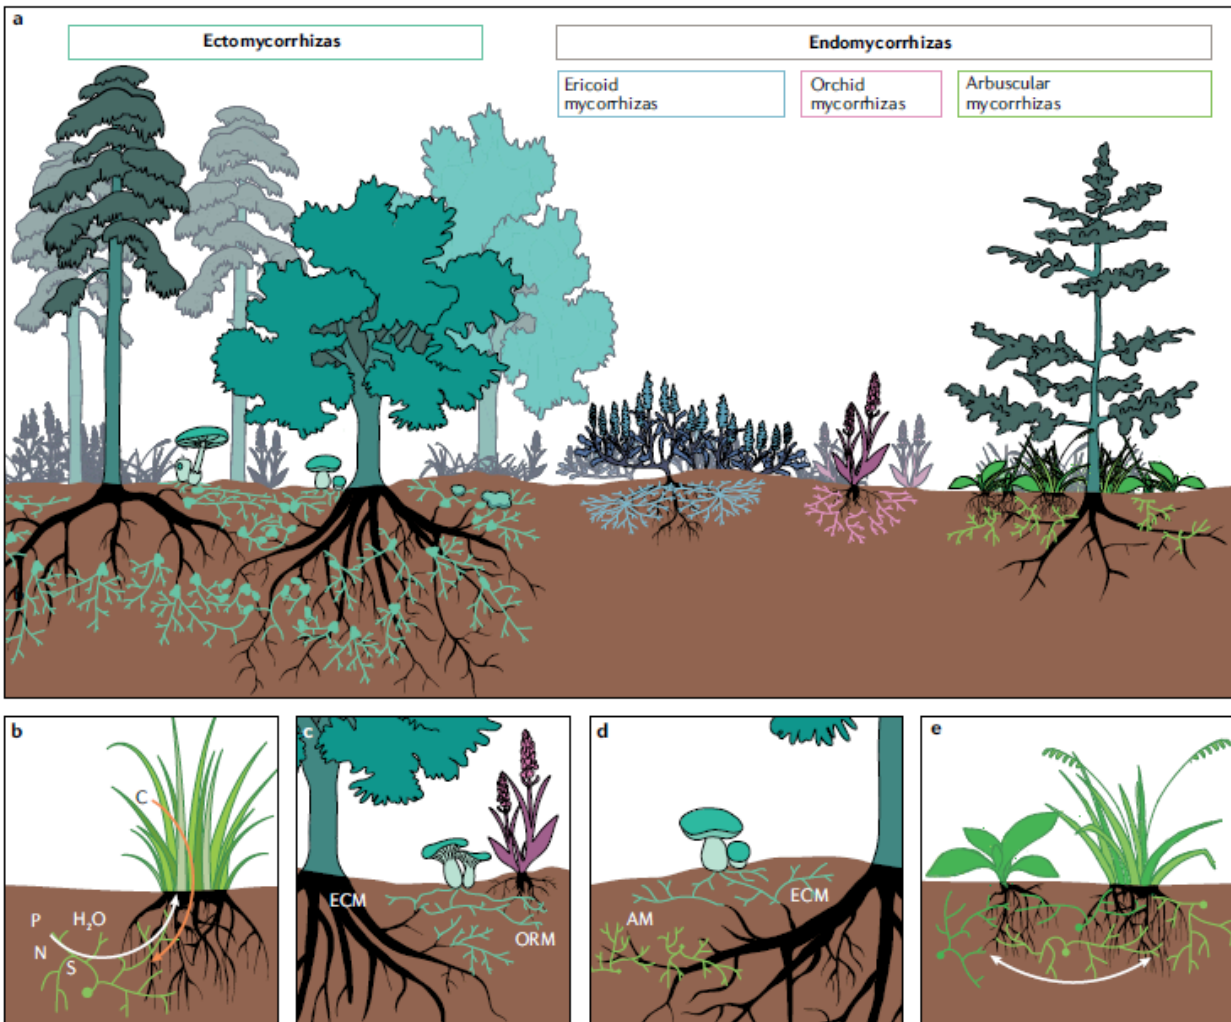 a
Ectomycorrhizas
Endomycorrhizas
Ericoid
mycorrhizas
Orchid
mycorrhizas
Arbuscular
mycorrhizas
b
C
P
H₂O
N
S
c
ECM
ORM
d
AM
ECM
e